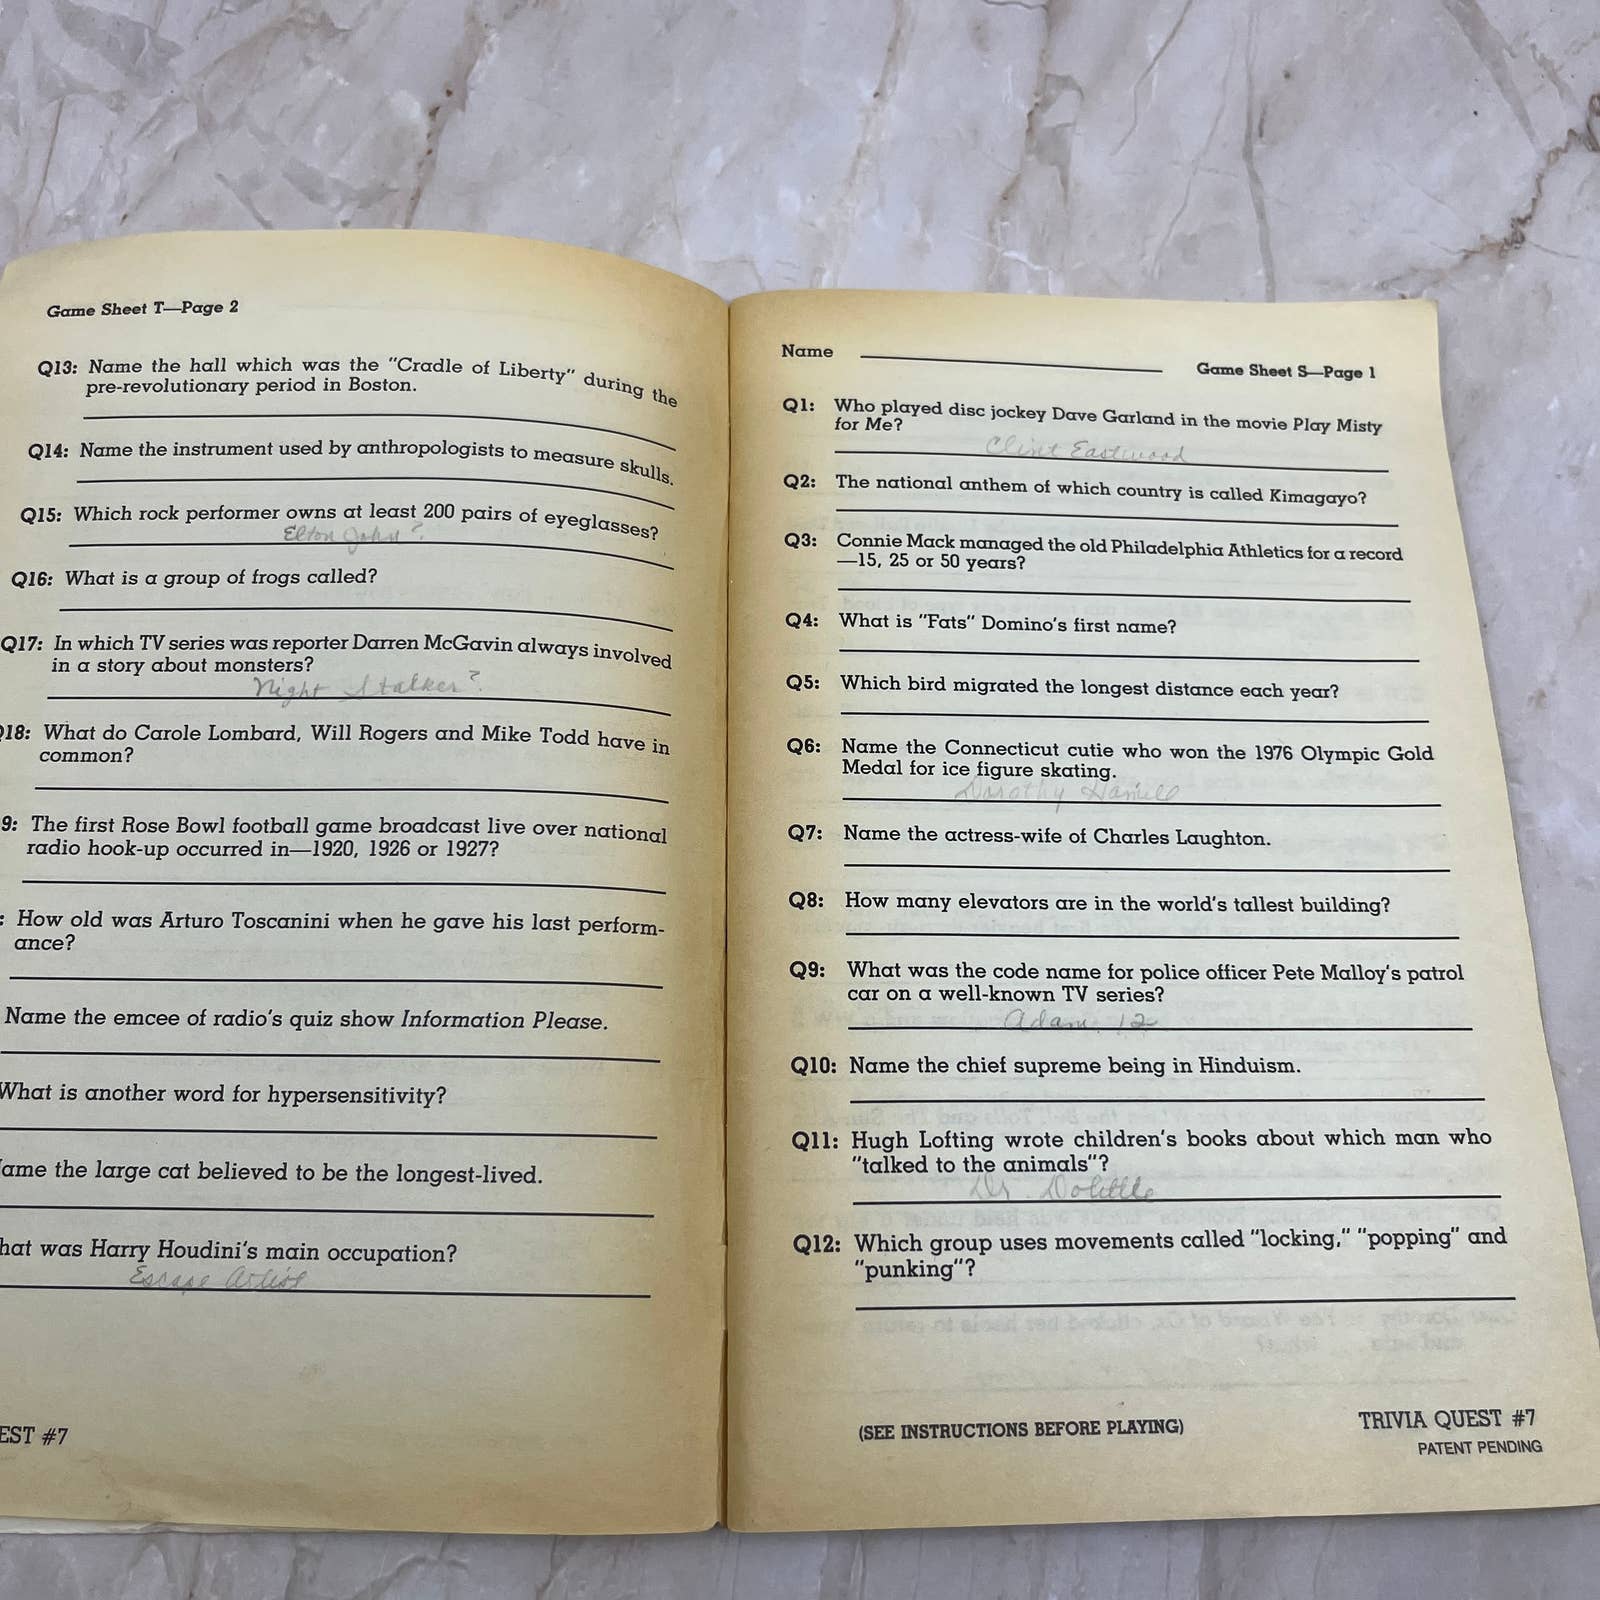 Game Sheet T—Page 2
Q13: Name the hall which was the "Cradle of Liberty" during the
pre-revolutionary period in Boston.
Q14: Name the instrument used by anthropologists to measure skulls.
Q15: Which rock performer owns at least 200 pairs of eyeglasses?
Elton John?
Q16: What is a group of frogs called?
Q17: In which TV series was reporter Darren McGavin always involved
in a story about monsters?
Night Stalker?
18: What do Carole Lombard, Will Rogers and Mike Todd have in
common?
9: The first Rose Bowl football game broadcast live over national
radio hook-up occurred in—1920, 1926 or 1927?
: How old was Arturo Toscanini when he gave his last perform-
ance?
Name the emcee of radio's quiz show Information Please.
What is another word for hypersensitivity?
ame the large cat believed to be the longest-lived.
hat was Harry Houdini's main occupation?
Escape Artist
EST #7
Name
Game Sheet S—Page 1
Q1: Who played disc jockey Dave Garland in the movie Play Misty
for Me?
Clint Eastwood
Q2: The national anthem of which country is called Kimagayo?
Q3: Connie Mack managed the old Philadelphia Athletics for a record
—15, 25 or 50 years?
Q4: What is "Fats" Domino's first name?
Q5: Which bird migrated the longest distance each year?
Q6: Name the Connecticut cutie who won the 1976 Olympic Gold
Medal for ice figure skating.
Dorothy Hamill
Q7: Name the actress-wife of Charles Laughton.
Q8: How many elevators are in the world's tallest building?
Q9: What was the code name for police officer Pete Malloy's patrol
car on a well-known TV series?
Adam 12
Q10: Name the chief supreme being in Hinduism.
Q11: Hugh Lofting wrote children's books about which man who
"talked to the animals"?
Dr. Dolittle
Q12: Which group uses movements called "locking," "popping" and
"punking"?
(SEE INSTRUCTIONS BEFORE PLAYING)
TRIVIA QUEST #7
PATENT PENDING